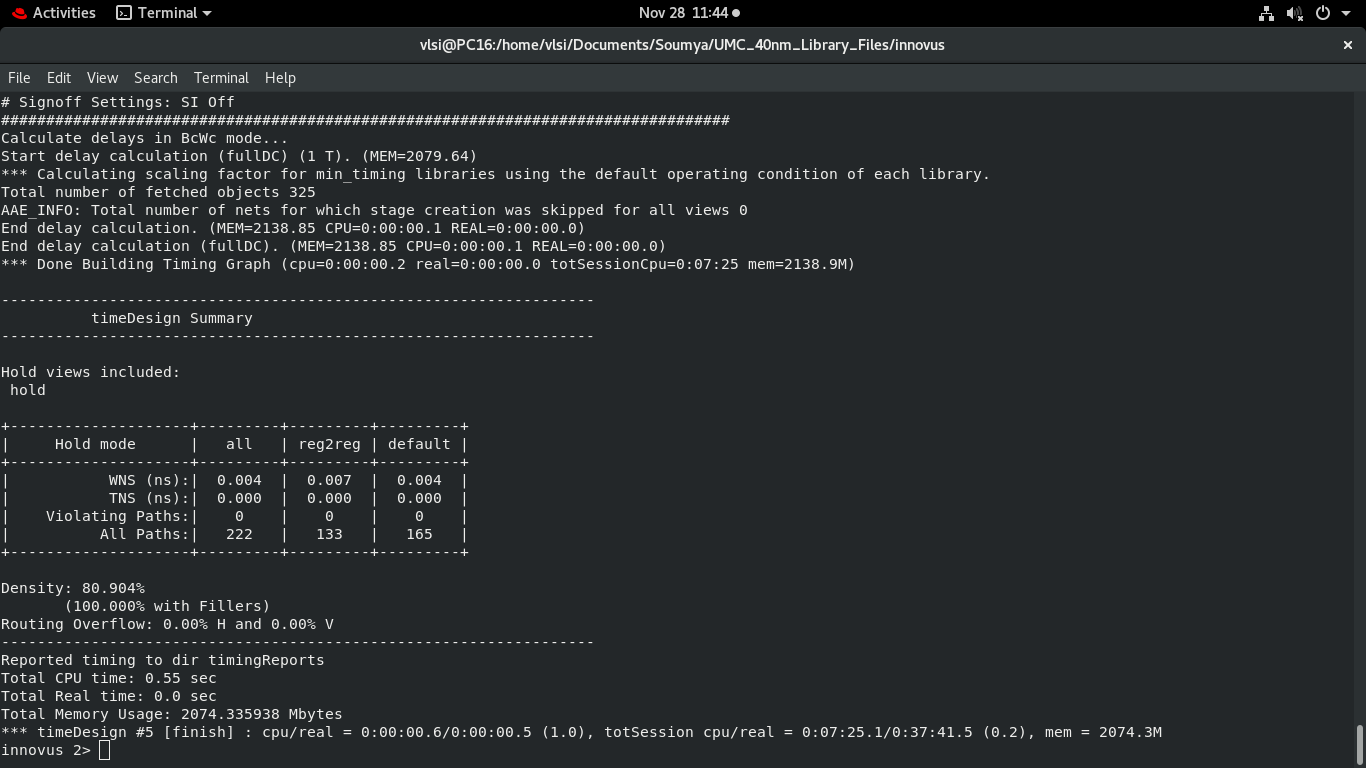 Activities Terminal Nov 28 11:44
vlsi@PC16:/home/vlsi/Documents/Soumya/UMC_40nm_Library_Files/innovus ×
File Edit View Search Terminal Help
# Signoff Settings: SI Off
#################################################################################
Calculate delays in BcWc mode...
Start delay calculation (fullDC) (1 T). (MEM=2079.64)
*** Calculating scaling factor for min_timing libraries using the default operating condition of each library.
Total number of fetched objects 325
AAE_INFO: Total number of nets for which stage creation was skipped for all views 0
End delay calculation. (MEM=2138.85 CPU=0:00:00.1 REAL=0:00:00.0)
End delay calculation (fullDC). (MEM=2138.85 CPU=0:00:00.1 REAL=0:00:00.0)
*** Done Building Timing Graph (cpu=0:00:00.2 real=0:00:00.0 totSessionCpu=0:07:25 mem=2138.9M)
------------------------------------------------------------------
          timeDesign Summary
------------------------------------------------------------------
Hold views included:
 hold
+--------------------+---------+---------+---------+
|     Hold mode      |   all   | reg2reg | default |
+--------------------+---------+---------+---------+
|           WNS (ns):|  0.004  |  0.007  |  0.004  |
|           TNS (ns):|  0.000  |  0.000  |  0.000  |
|    Violating Paths:|    0    |    0    |    0    |
|          All Paths:|   222   |   133   |   165   |
+--------------------+---------+---------+---------+
Density: 80.904%
       (100.000% with Fillers)
Routing Overflow: 0.00% H and 0.00% V
------------------------------------------------------------------
Reported timing to dir timingReports
Total CPU time: 0.55 sec
Total Real time: 0.0 sec
Total Memory Usage: 2074.335938 Mbytes
*** timeDesign #5 [finish] : cpu/real = 0:00:00.6/0:00:00.5 (1.0), totSession cpu/real = 0:07:25.1/0:37:41.5 (0.2), mem = 2074.3M
innovus 2>